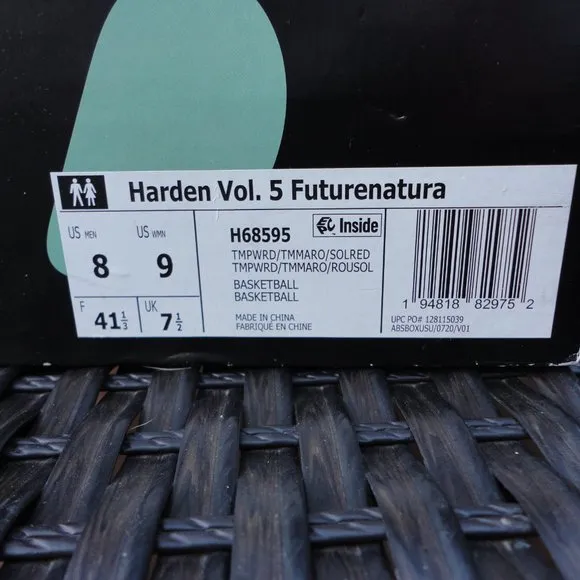 Harden Vol. 5 Futurenatura
US MEN
8
US WMN
9
F
41 1/3
UK
7 1/2
H68595
Inside
TMPWRD/TMMARO/SOLRED
TMPWRD/TMMARO/ROUSOL
BASKETBALL
BASKETBALL
MADE IN CHINA
FABRIQUÉ EN CHINE
1 94818 82975 2
UPC PO# 128115039
ABSBOXUSU/0720/V01